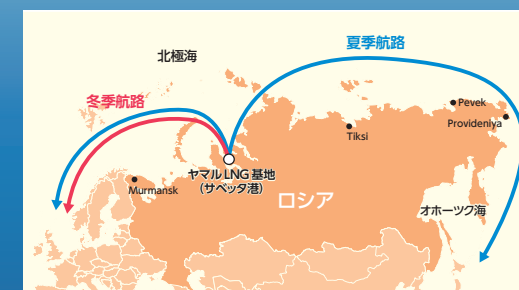 夏季航路
北極海
冬季航路
Pevek
Provideniya
Tiksi
ヤマル LNG 基地
（サベッタ港）
Murmansk
ロシア
オホーツク海